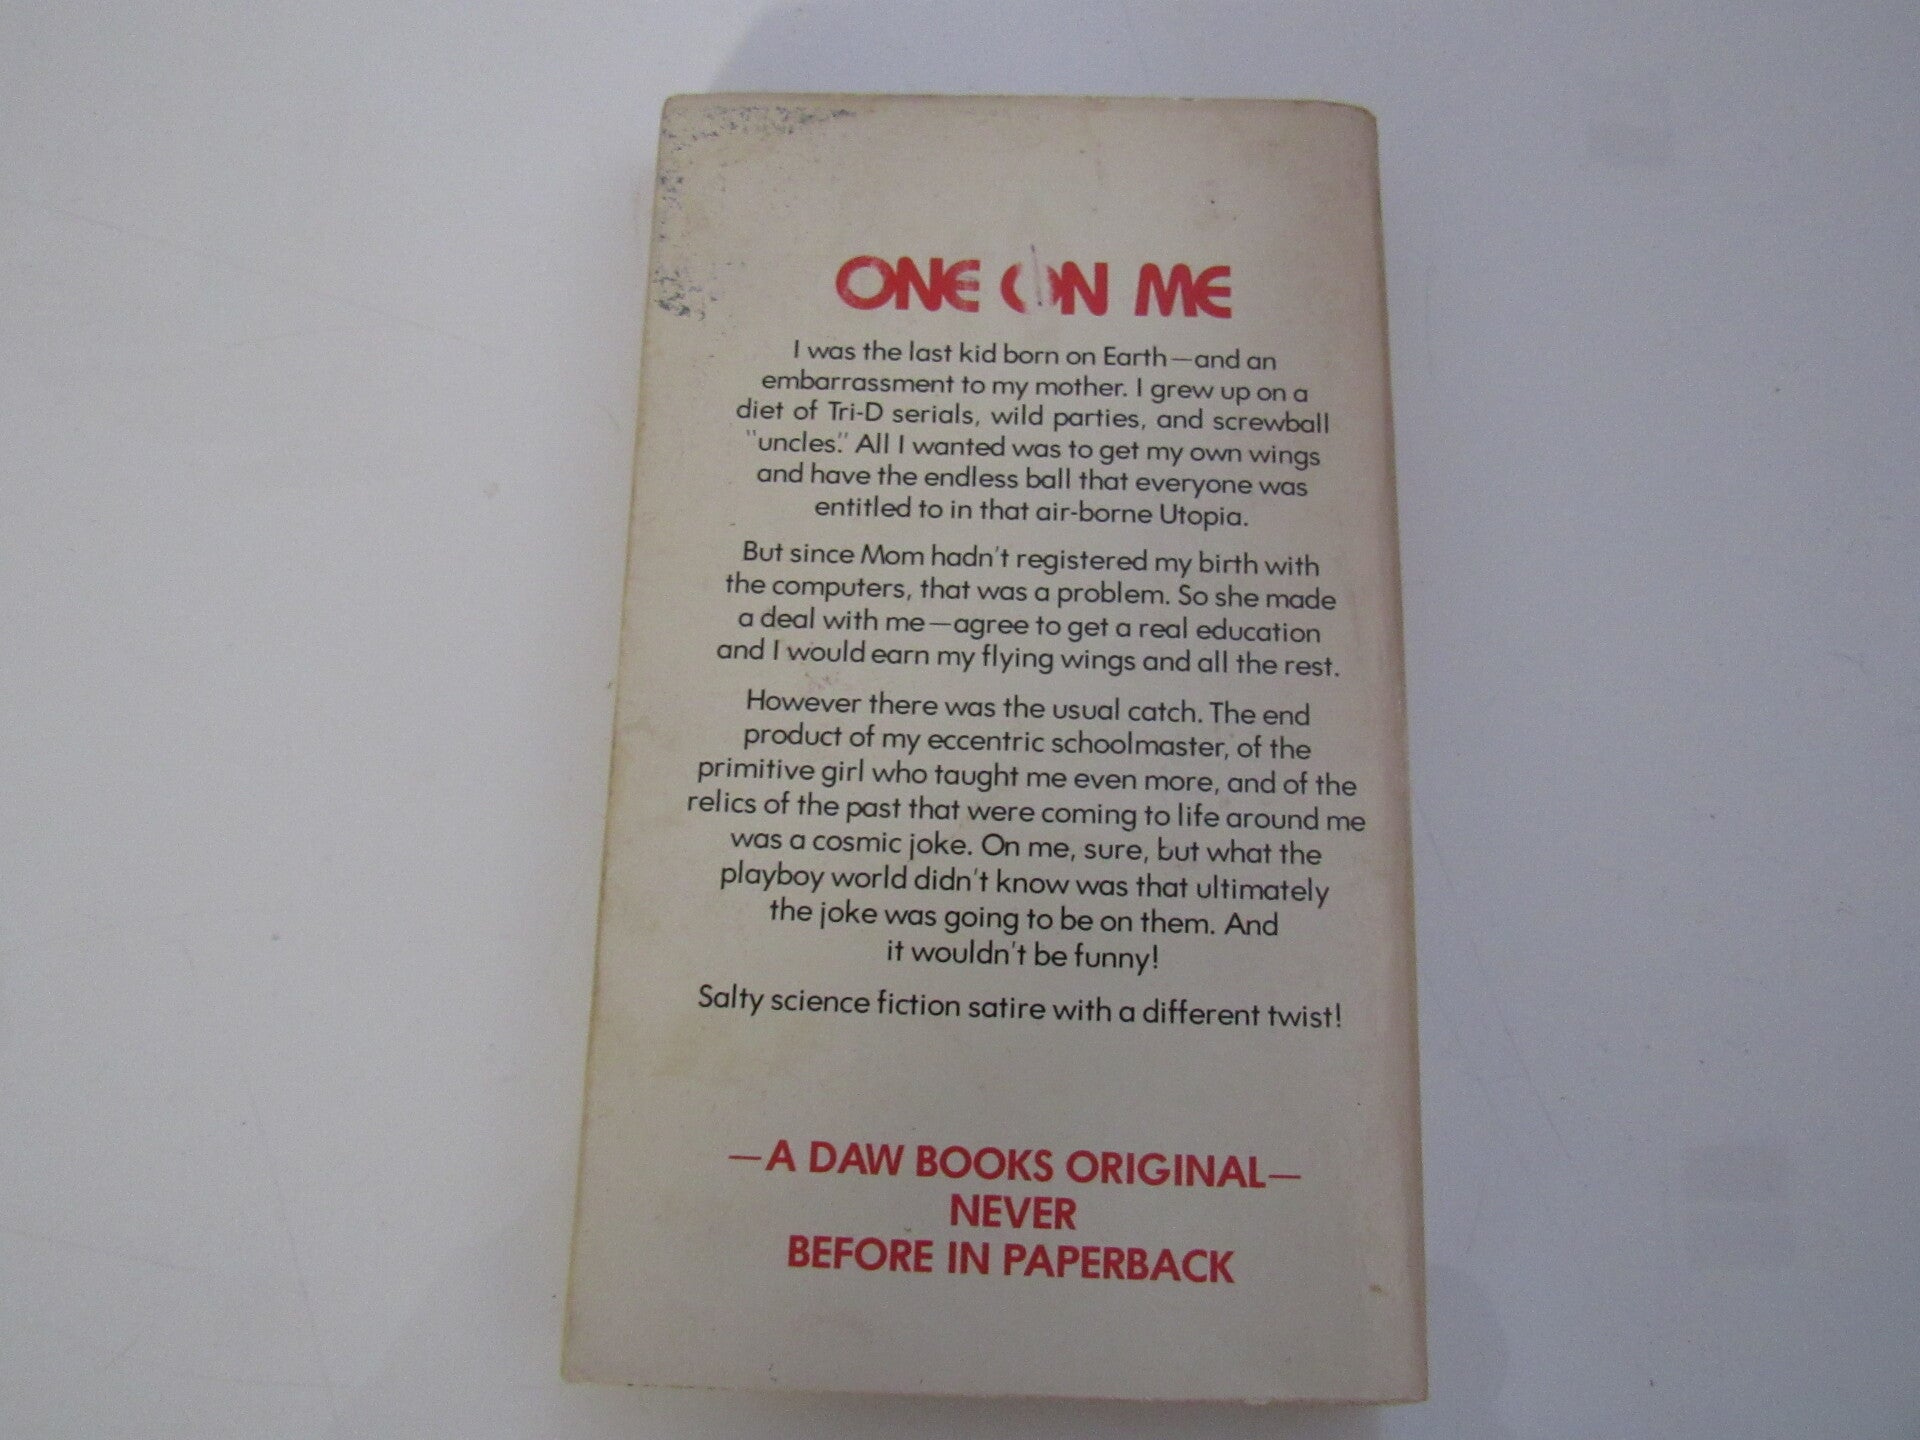 ONE ON ME
I was the last kid born on Earth—and an
embarrassment to my mother. I grew up on a
diet of Tri-D serials, wild parties, and screwball
"uncles." All I wanted was to get my own wings
and have the endless ball that everyone was
entitled to in that air-borne Utopia.
But since Mom hadn't registered my birth with
the computers, that was a problem. So she made
a deal with me—agree to get a real education
and I would earn my flying wings and all the rest.
However there was the usual catch. The end
product of my eccentric schoolmaster, of the
primitive girl who taught me even more, and of the
relics of the past that were coming to life around me
was a cosmic joke. On me, sure, but what the
playboy world didn't know was that ultimately
the joke was going to be on them. And
it wouldn't be funny!
Salty science fiction satire with a different twist!
—A DAW BOOKS ORIGINAL—
NEVER
BEFORE IN PAPERBACK